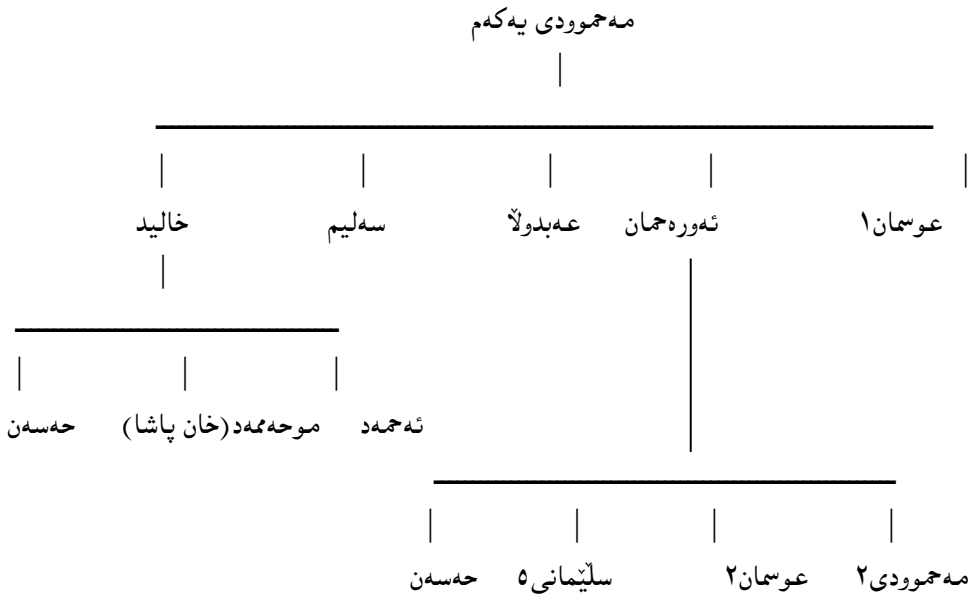 مەحموودی یەکەم
عوسمان١ ئەورەحمان عەبدوڵا سەلیم خالید
ئەحمەد موحەممەد(خان پاشا) حەسەن
مەحموودی٢ عوسمان٢ سلێمانی٥ حەسەن